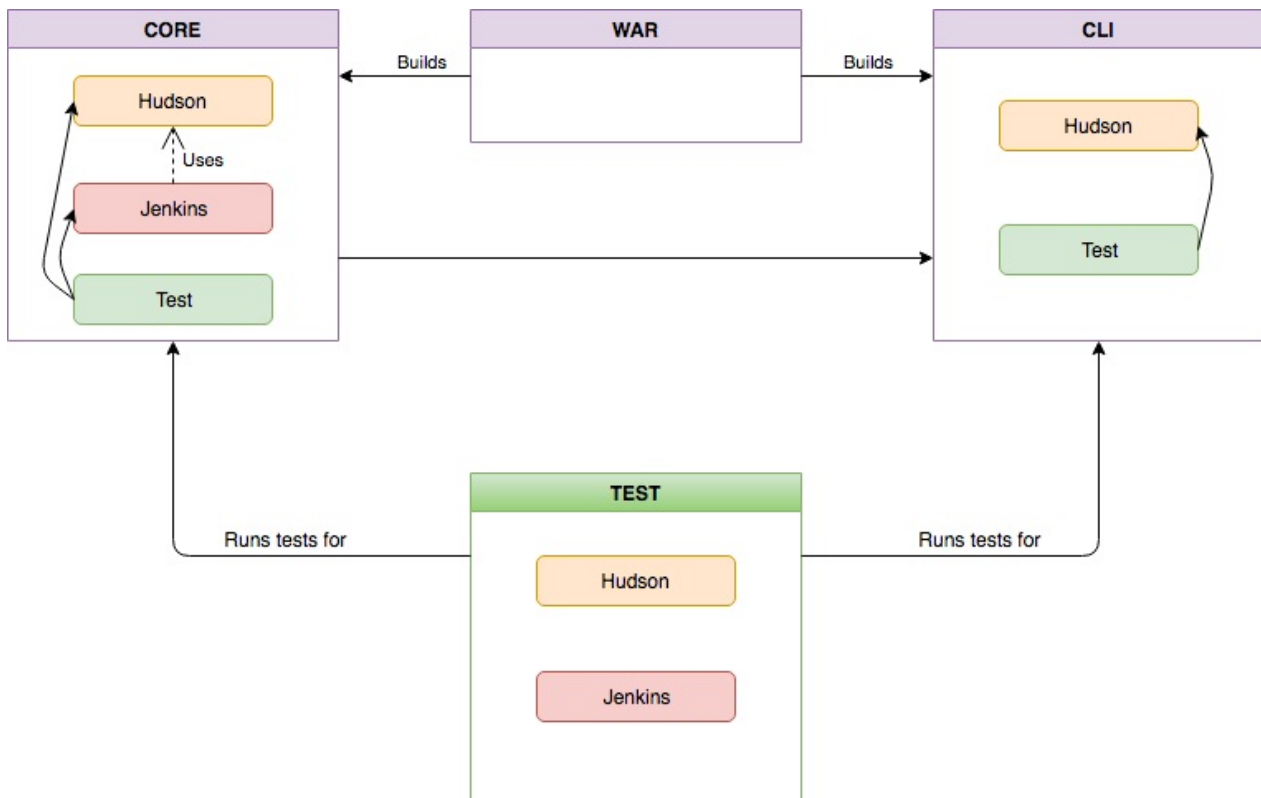 CORE
WAR
CLI
Builds
Builds
Hudson
Uses
Jenkins
Test
Hudson
Test
TEST
Runs tests for
Runs tests for
Hudson
Jenkins